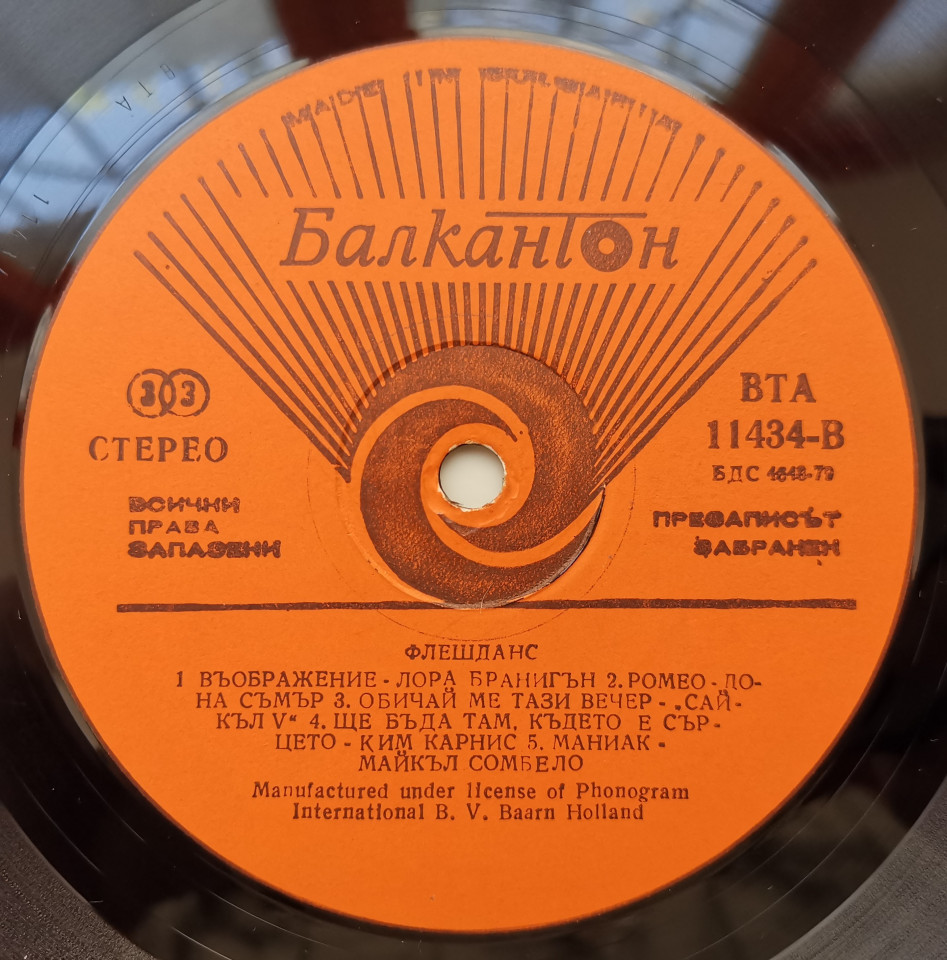 MADE IN BULGARIA
Балкантон
33
СТЕРЕО
ВСИЧНИ
ПРАВА
ЗАПАЗЕНИ
ВТА
11434-В
БДС 4648-79
ПРЕЗАПИСЪТ
ЗАБРАНЕН
ФЛЕШДАНС
1 ВЪОБРАЖЕНИЕ - ЛОРА БРАНИГЪН 2. РОМЕО - ДО-
НА СЪМЪР 3. ОБИЧАЙ МЕ ТАЗИ ВЕЧЕР - „САЙ-
КЪЛ V“ 4. ЩЕ БЪДА ТАМ, КЪДЕТО Е СЪР-
ЦЕТО - КИМ КАРНИС 5. МАНИАК -
МАЙКЪЛ СОМБЕЛО
Manufactured under license of Phonogram
International B. V. Baarn Holland